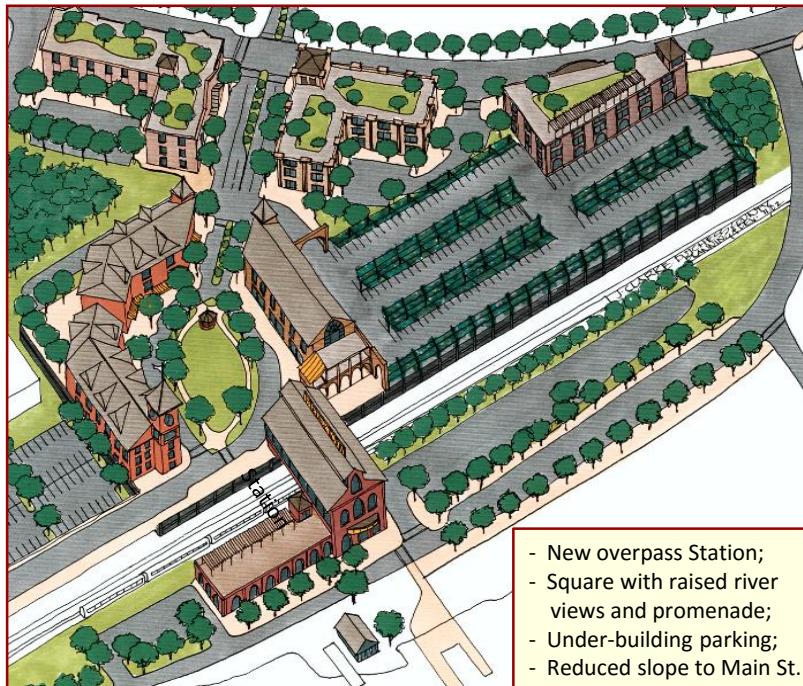 Station
- New overpass Station;
- Square with raised river
views and promenade;
- Under-building parking;
- Reduced slope to Main St.